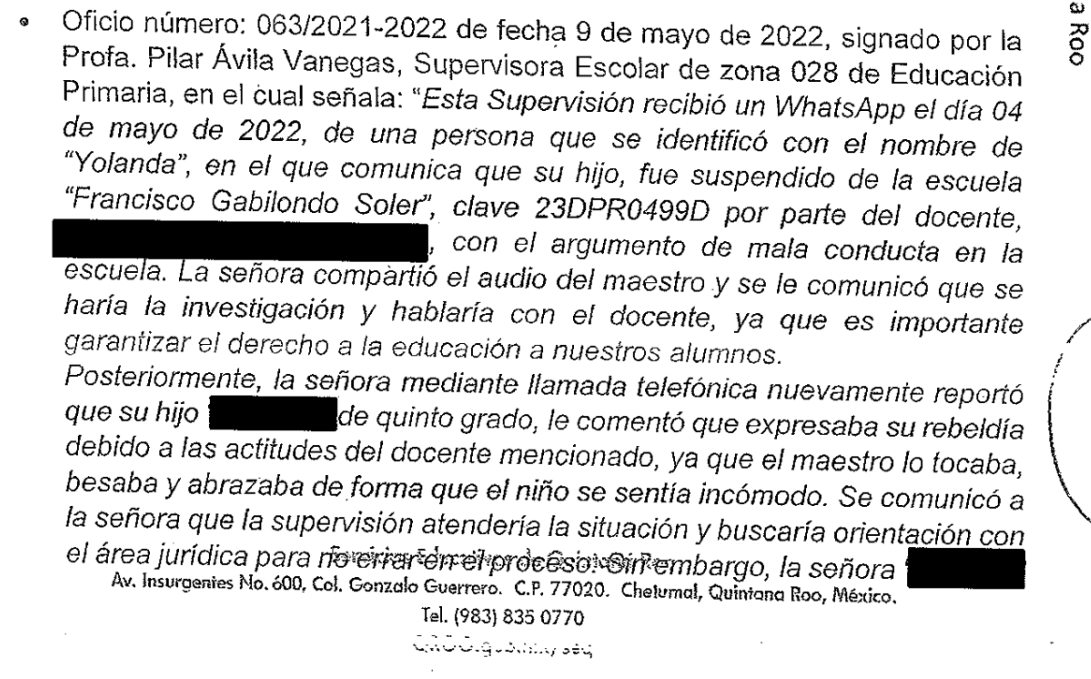 • Oficio número: 063/2021-2022 de fecha 9 de mayo de 2022, signado por la
Profa. Pilar Ávila Vanegas, Supervisora Escolar de zona 028 de Educación
Primaria, en el cual señala: “Esta Supervisión recibió un WhatsApp el día 04
de mayo de 2022, de una persona que se identificó con el nombre de
“Yolanda”, en el que comunica que su hijo, fue suspendido de la escuela
“Francisco Gabilondo Soler”, clave 23DPR0499D por parte del docente,
, con el argumento de mala conducta en la
escuela. La señora compartió el audio del maestro y se le comunicó que se
haría la investigación y hablaría con el docente, ya que es importante
garantizar el derecho a la educación a nuestros alumnos.
Posteriormente, la señora mediante llamada telefónica nuevamente reportó
que su hijo de quinto grado, le comentó que expresaba su rebeldía
debido a las actitudes del docente mencionado, ya que el maestro lo tocaba,
besaba y abrazaba de forma que el niño se sentía incómodo. Se comunicó a
la señora que la supervisión atendería la situación y buscaría orientación con
el área jurídica para no errar en el proceso. Sin embargo, la señora
Av. Insurgentes No. 600, Col. Gonzalo Guerrero. C.P. 77020. Chetumal, Quintana Roo, México.
Tel. (983) 835 0770
a Roo